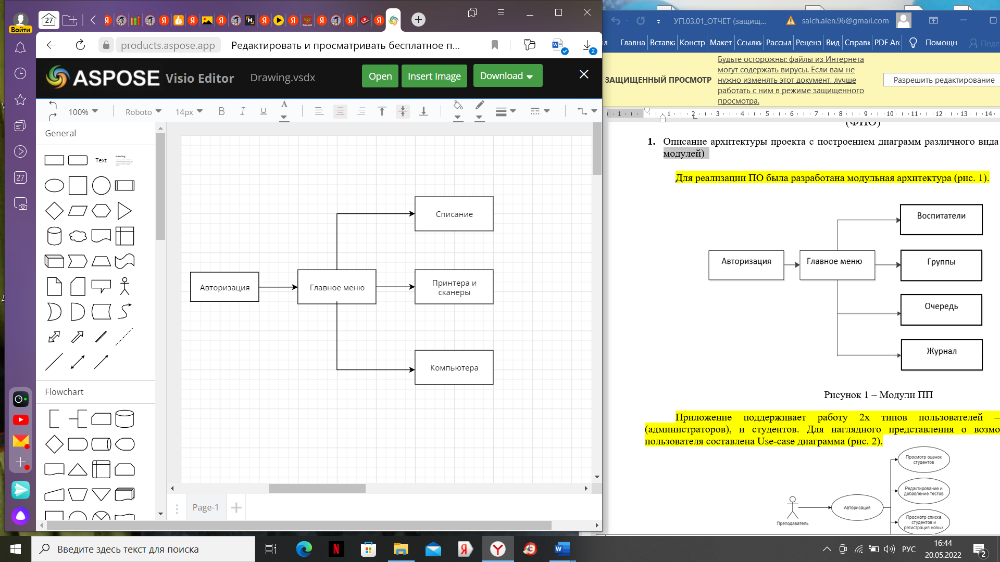 27
Войти
27
products.aspose.app
Редактировать и просматривать бесплатное п...
2
ASPOSE Visio Editor
Drawing.vsdx
Open
Insert Image
Download
100%
Roboto
14px
B
I
U
A
General
Text
Heading
Flowchart
Авторизация
Главное меню
Списание
Принтера и
сканеры
Компьютера
Page-1
УП.03.01_ОТЧЕТ (защищ...
salch.alen.96@gmail.com
Главна
Вставка
Констр
Макет
Ссылки
Рассыл
Реценз
Вид
Справк
PDF Arc
Помощн
Поде
ЗАЩИЩЕННЫЙ ПРОСМОТР
Будьте осторожны: файлы из Интернета
могут содержать вирусы. Если вам не
нужно изменять этот документ, лучше
работать с ним в режиме защищенного
просмотра.
Разрешить редактирование
1 1 2 3 4 5 6 7 8 9 10 11 12 13 14
(ФИО)
1. Описание архитектуры проекта с построением диаграмм различного вида
модулей)
Для реализации ПО была разработана модульная архитектура (рис. 1).
Авторизация
Главное меню
Воспитатели
Группы
Очередь
Журнал
Рисунок 1 – Модули ПП
Приложение поддерживает работу 2х типов пользователей –
(администраторов), и студентов. Для наглядного представления о возмо
пользователя составлена Use-case диаграмма (рис. 2).
Просмотр оценок
студентов
Редактирование и
добавление тестов
Авторизация
Преподаватель
Просмотр списка
студентов и
регистрация новых
Введите здесь текст для поиска
РУС
16:44
20.05.2022
2